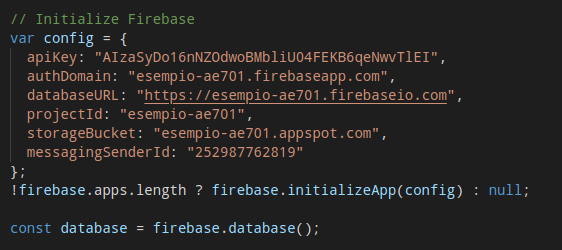 // Initialize Firebase
var config = {
apiKey: "AIzaSyDo16nNZOdwoBMbliU04FEKB6qeNwvTlEI",
authDomain: "esempio-ae701.firebaseapp.com",
databaseURL: "https://esempio-ae701.firebaseio.com",
projectId: "esempio-ae701",
storageBucket: "esempio-ae701.appspot.com",
messagingSenderId: "252987762819"
};
!firebase.apps.length ? firebase.initializeApp(config) : null;
const database = firebase.database();